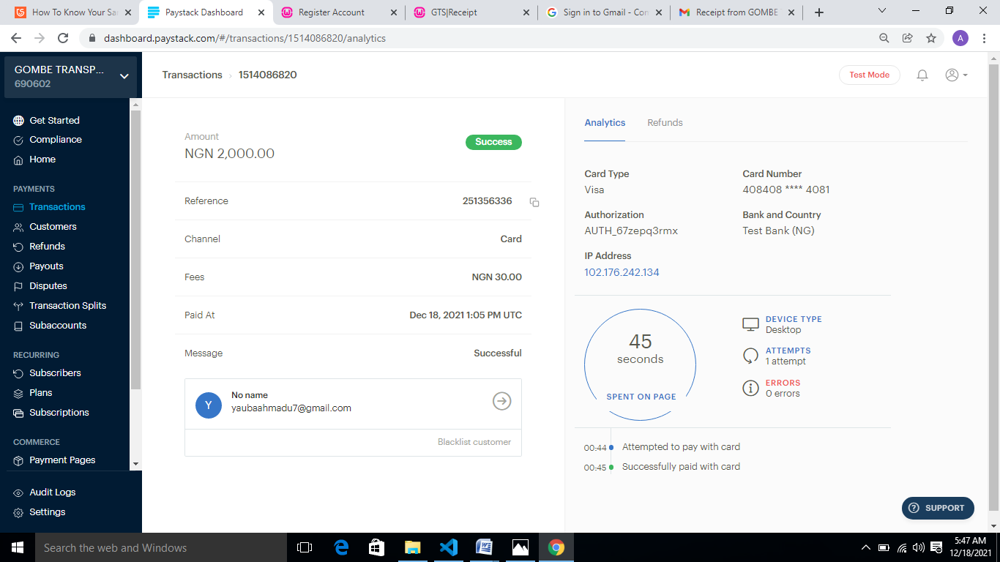 How To Know Your Sa
Paystack Dashboard
Register Account
GTS|Receipt
Sign in to Gmail - Con
Receipt from GOMBE
dashboard.paystack.com/#/transactions/1514086820/analytics
A
GOMBE TRANSP...
690602
Get Started
Compliance
Home
PAYMENTS
Transactions
Customers
Refunds
Payouts
Disputes
Transaction Splits
Subaccounts
RECURRING
Subscribers
Plans
Subscriptions
COMMERCE
Payment Pages
Audit Logs
Settings
Transactions › 1514086820
Test Mode
Amount
NGN 2,000.00
Success
Reference 251356336
Channel Card
Fees NGN 30.00
Paid At Dec 18, 2021 1:05 PM UTC
Message Successful
Y
No name
yaubaahmadu7@gmail.com
Blacklist customer
Analytics Refunds
Card Type
Visa
Card Number
408408 **** 4081
Authorization
AUTH_67zepq3rmx
Bank and Country
Test Bank (NG)
IP Address
102.176.242.134
45
seconds
SPENT ON PAGE
DEVICE TYPE
Desktop
ATTEMPTS
1 attempt
ERRORS
0 errors
00:44 Attempted to pay with card
00:45 Successfully paid with card
SUPPORT
Search the web and Windows
5:47 AM
12/18/2021